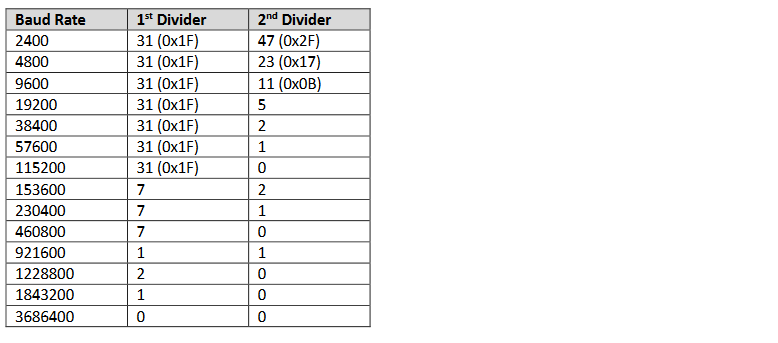 Baud Rate 1st Divider 2nd Divider
2400 31 (0x1F) 47 (0x2F)
4800 31 (0x1F) 23 (0x17)
9600 31 (0x1F) 11 (0x0B)
19200 31 (0x1F) 5
38400 31 (0x1F) 2
57600 31 (0x1F) 1
115200 31 (0x1F) 0
153600 7 2
230400 7 1
460800 7 0
921600 1 1
1228800 2 0
1843200 1 0
3686400 0 0